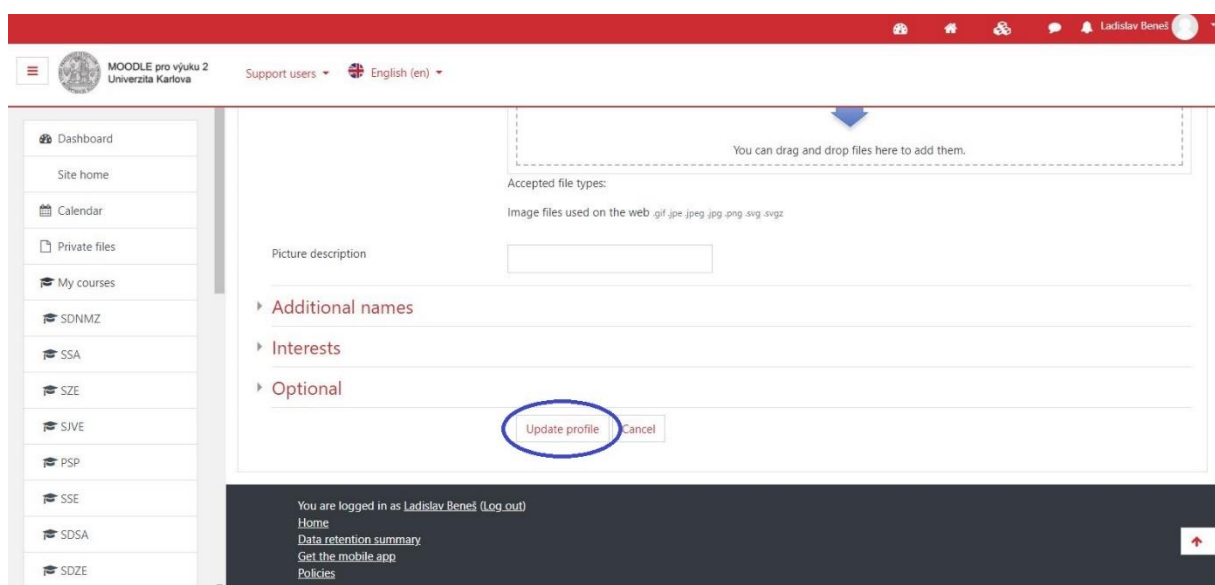 Ladislav Beneš
MOODLE pro výuku 2
Univerzita Karlova
Support users
English (en)
Dashboard
Site home
Calendar
Private files
My courses
SDNMZ
SSA
SZE
SJVE
PSP
SSE
SDSA
SDZE
You can drag and drop files here to add them.
Accepted file types:
Image files used on the web .gif .jpe .jpeg .jpg .png .svg .svgz
Picture description
Additional names
Interests
Optional
Update profile Cancel
You are logged in as Ladislav Beneš (Log out)
Home
Data retention summary
Get the mobile app
Policies